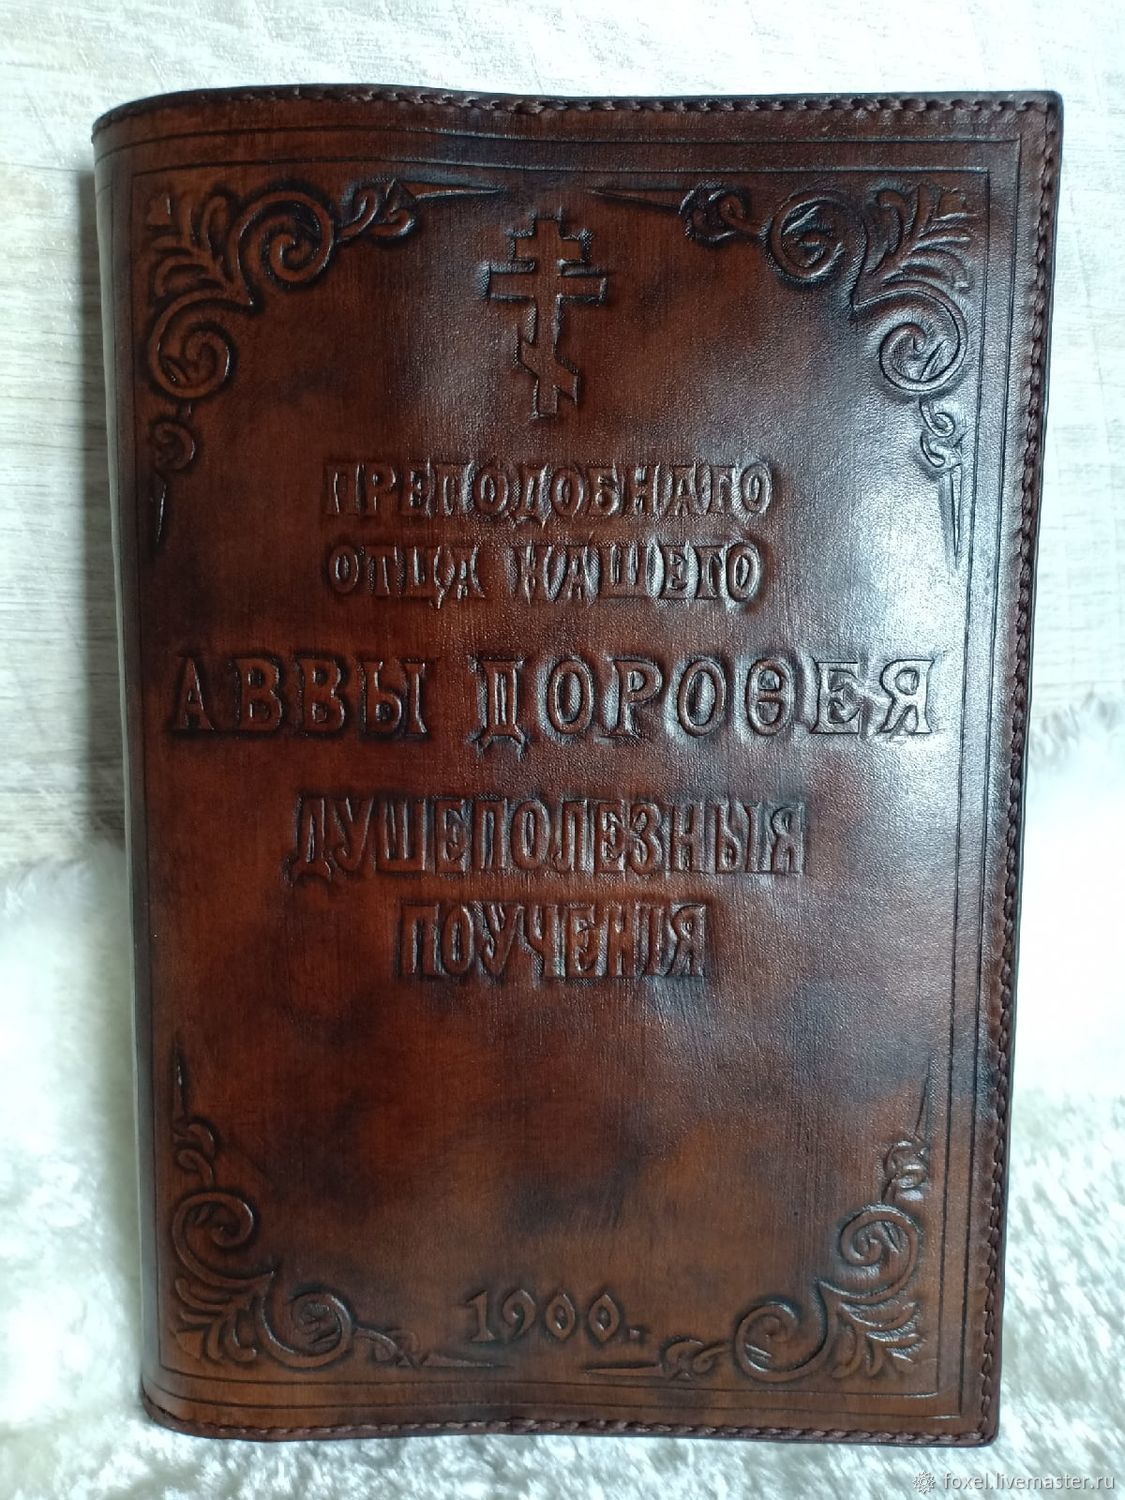 ПРЕПОДОБНАГО
ОТЦА НАШЕГО
АВВЫ ДОРОѲЕЯ
ДУШЕПОЛЕЗНЫЯ
ПОУЧЕНІЯ
1900.
foxel.livemaster.ru